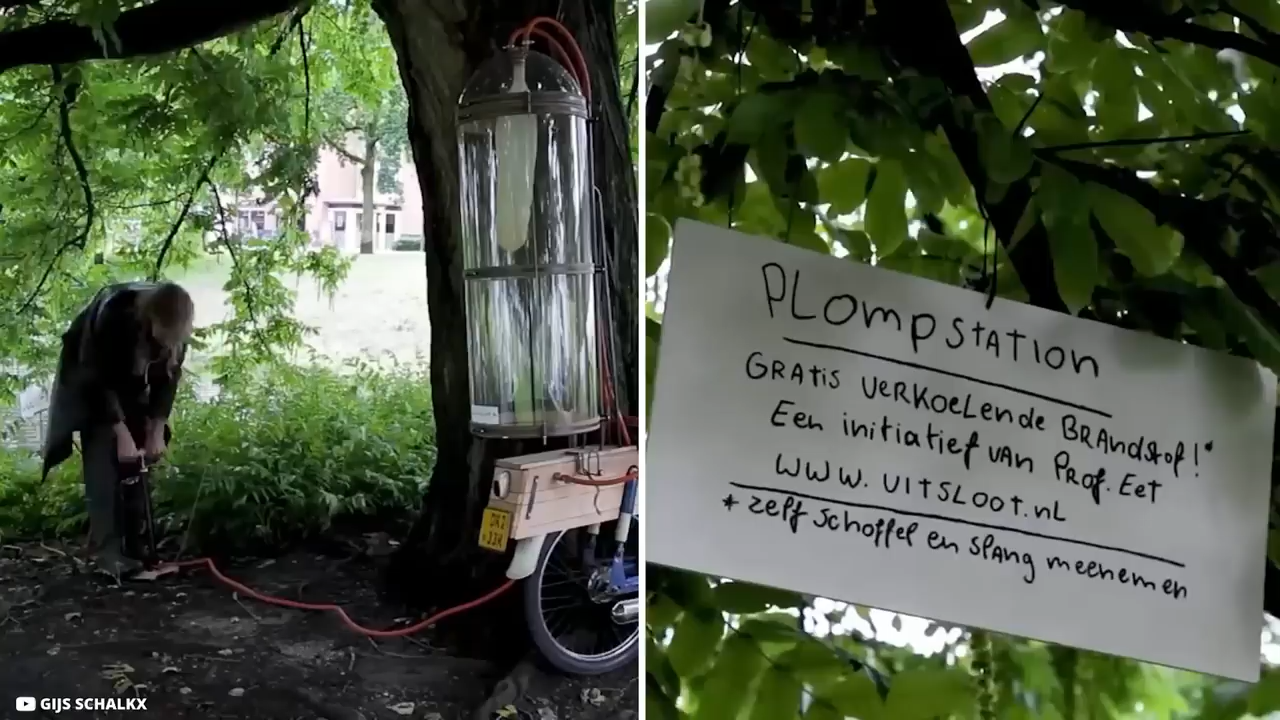 PLOMPSTATION
GRATIS VERKOELENDE BRANDSTOF!*
EEN INITIATIEF VAN PROF. EET
WWW.UITSLOOT.NL
* ZELF SCHOFFEL EN SLANG MEENEMEN
GIJS SCHALKX